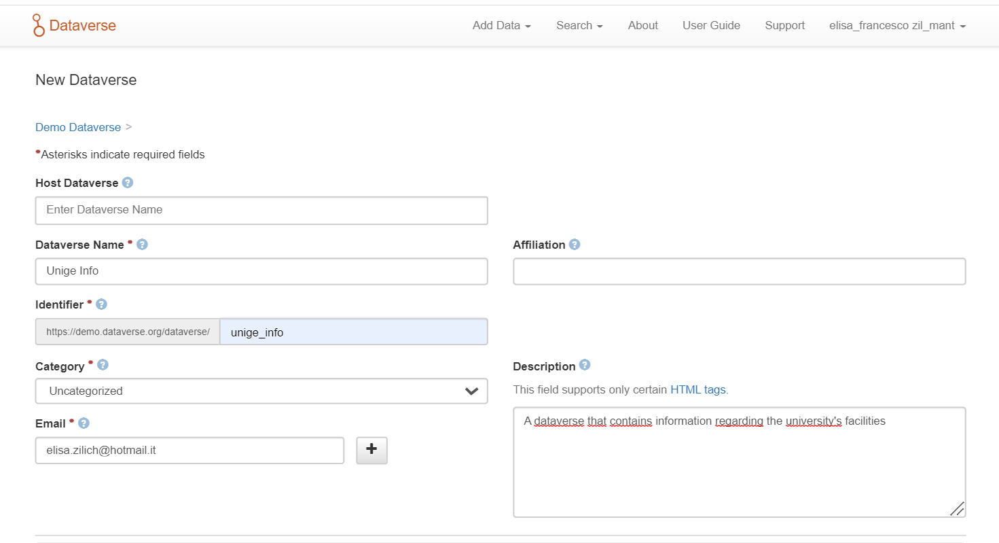 Dataverse Add Data Search About User Guide Support elisa_francesco zil_mant
New Dataverse
Demo Dataverse >
*Asterisks indicate required fields
Host Dataverse ?
Enter Dataverse Name
Dataverse Name * ? Affiliation ?
Unige Info
Identifier * ?
https://demo.dataverse.org/dataverse/ unige_info
Category * ? Description ?
Uncategorized This field supports only certain HTML tags.
Email * ? A dataverse that contains information regarding the university's facilities
elisa.zilich@hotmail.it +